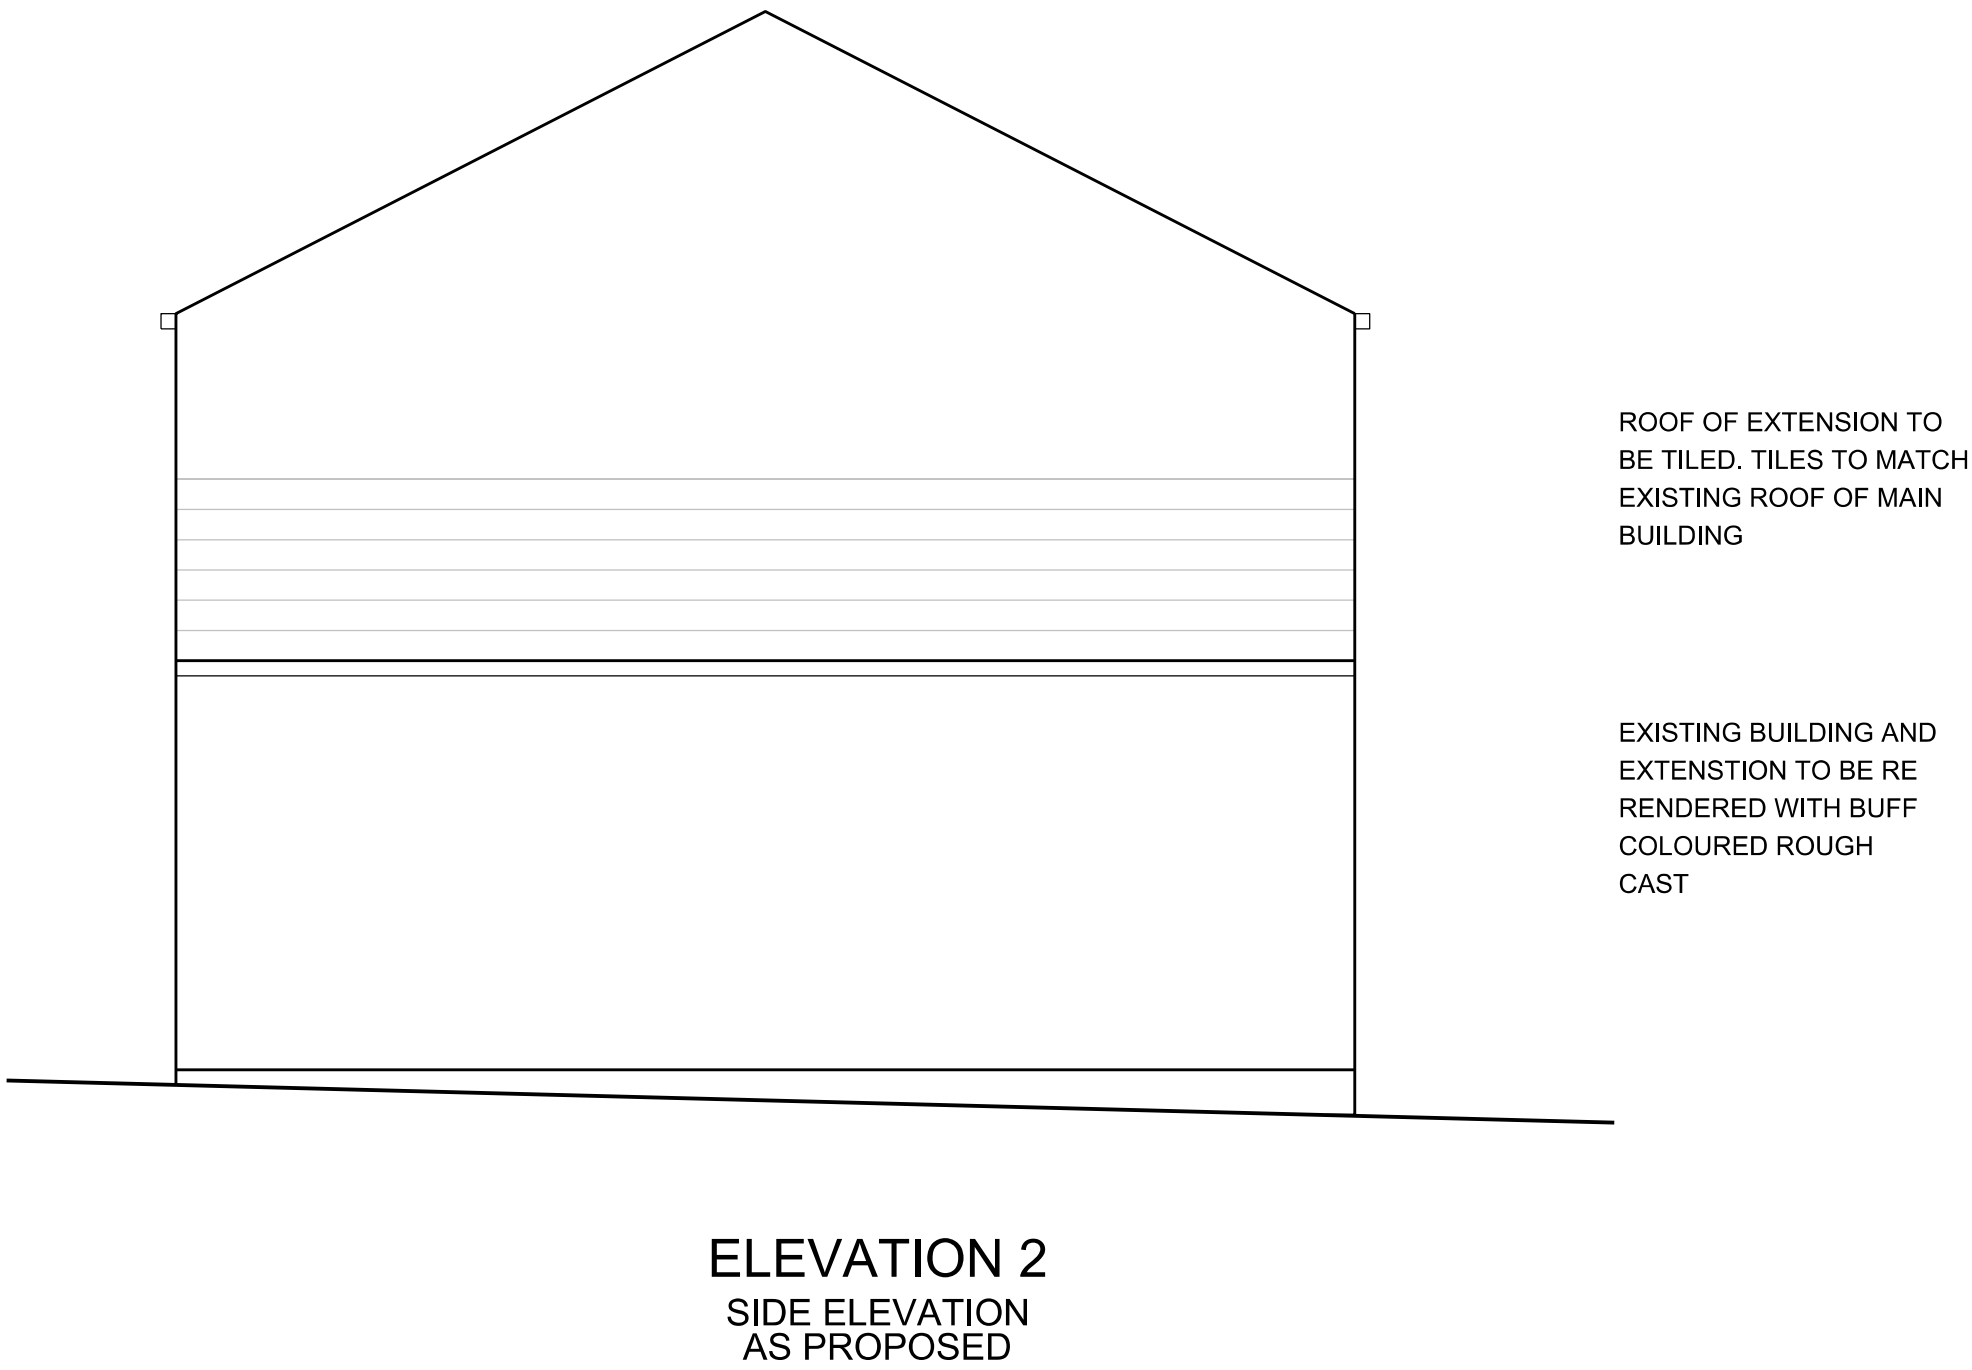 ROOF OF EXTENSION TO
BE TILED. TILES TO MATCH
EXISTING ROOF OF MAIN
BUILDING
EXISTING BUILDING AND
EXTENSTION TO BE RE
RENDERED WITH BUFF
COLOURED ROUGH
CAST
ELEVATION 2
SIDE ELEVATION
AS PROPOSED